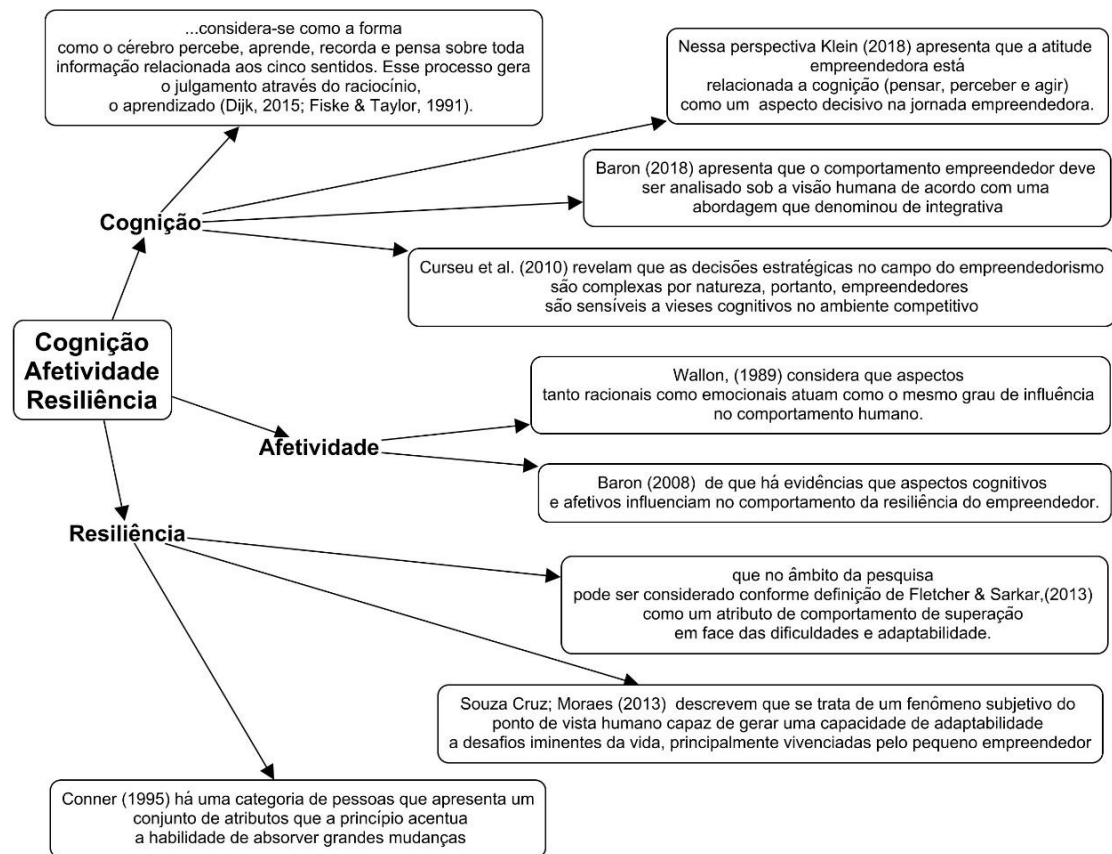 ...considera-se como a forma
como o cérebro percebe, aprende, recorda e pensa sobre toda
informação relacionada aos cinco sentidos. Esse processo gera
o julgamento através do raciocínio,
o aprendizado (Dijk, 2015; Fiske & Taylor, 1991).
Nessa perspectiva Klein (2018) apresenta que a atitude
empreendedora está
relacionada a cognição (pensar, perceber e agir)
como um aspecto decisivo na jornada empreendedora.
Baron (2018) apresenta que o comportamento empreendedor deve
ser analisado sob a visão humana de acordo com uma
abordagem que denominou de integrativa
Cognição
Curseu et al. (2010) revelam que as decisões estratégicas no campo do empreendedorismo
são complexas por natureza, portanto, empreendedores
são sensíveis a vieses cognitivos no ambiente competitivo
Cognição
Afetividade
Resiliência
Wallon, (1989) considera que aspectos
tanto racionais como emocionais atuam como o mesmo grau de influência
no comportamento humano.
Afetividade
Baron (2008) de que há evidências que aspectos cognitivos
e afetivos influenciam no comportamento da resiliência do empreendedor.
Resiliência
que no âmbito da pesquisa
pode ser considerado conforme definição de Fletcher & Sarkar,(2013)
como um atributo de comportamento de superação
em face das dificuldades e adaptabilidade.
Souza Cruz; Moraes (2013) descrevem que se trata de um fenômeno subjetivo do
ponto de vista humano capaz de gerar uma capacidade de adaptabilidade
a desafios iminentes da vida, principalmente vivenciadas pelo pequeno empreendedor
Conner (1995) há uma categoria de pessoas que apresenta um
conjunto de atributos que a princípio acentua
a habilidade de absorver grandes mudanças